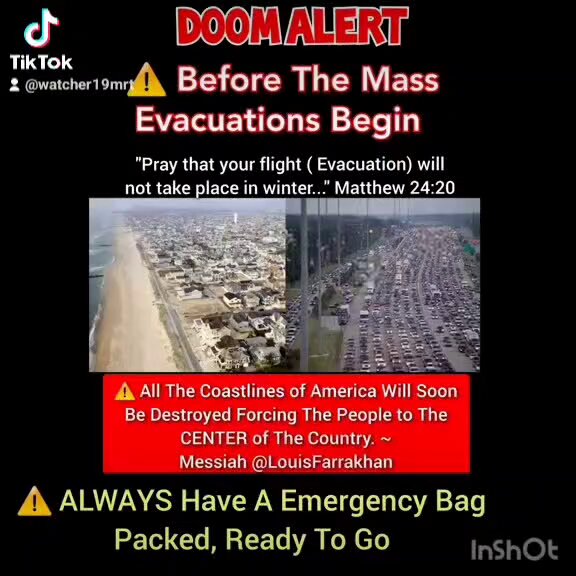 DOOM ALERT
TikTok
@watcher19mrt
⚠️ Before The Mass
Evacuations Begin
"Pray that your flight ( Evacuation) will
not take place in winter..." Matthew 24:20
⚠️ All The Coastlines of America Will Soon
Be Destroyed Forcing The People to The
CENTER of The Country. ~
Messiah @LouisFarrakhan
⚠️ ALWAYS Have A Emergency Bag
Packed, Ready To Go
InShOt